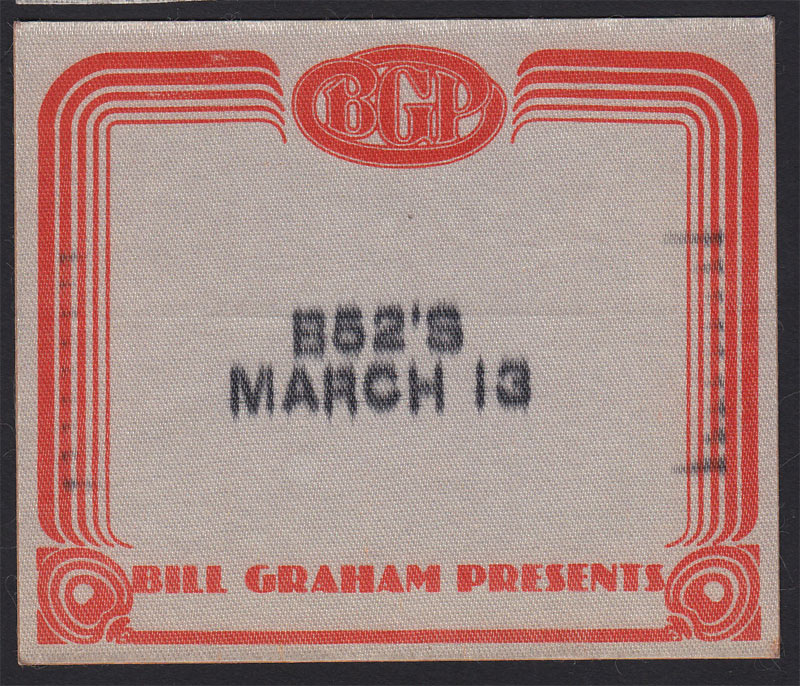 BGP
B52'S
MARCH 13
BILL GRAHAM PRESENTS